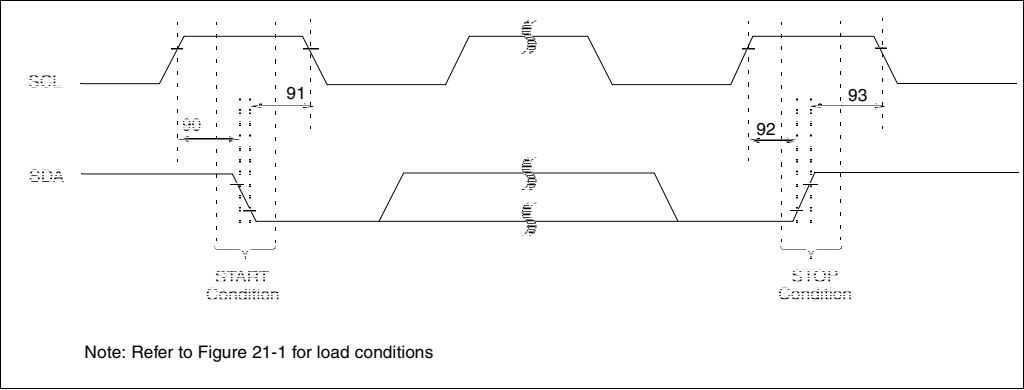 SCL
91
93
90
92
SDA
START
Condition
STOP
Condition
Note: Refer to Figure 21-1 for load conditions